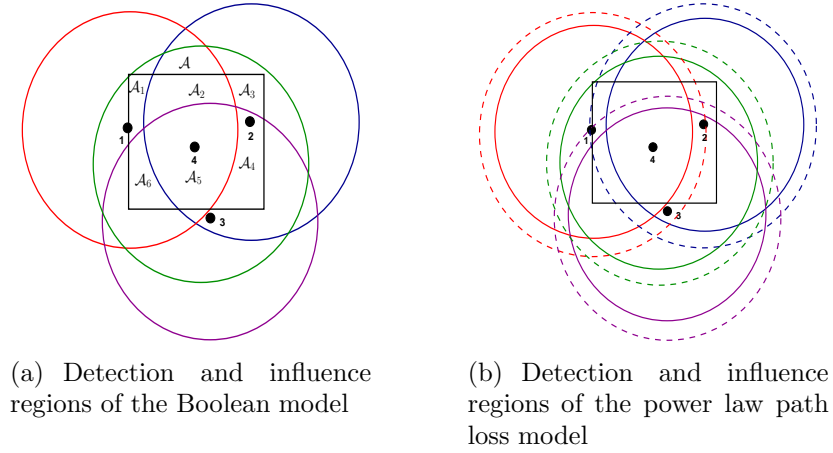 𝒜
𝒜₁
𝒜₂
𝒜₃
1
2
4
𝒜₄
𝒜₆
𝒜₅
3
1
2
4
3
(a) Detection and influence
regions of the Boolean model
(b) Detection and influence
regions of the power law path
loss model